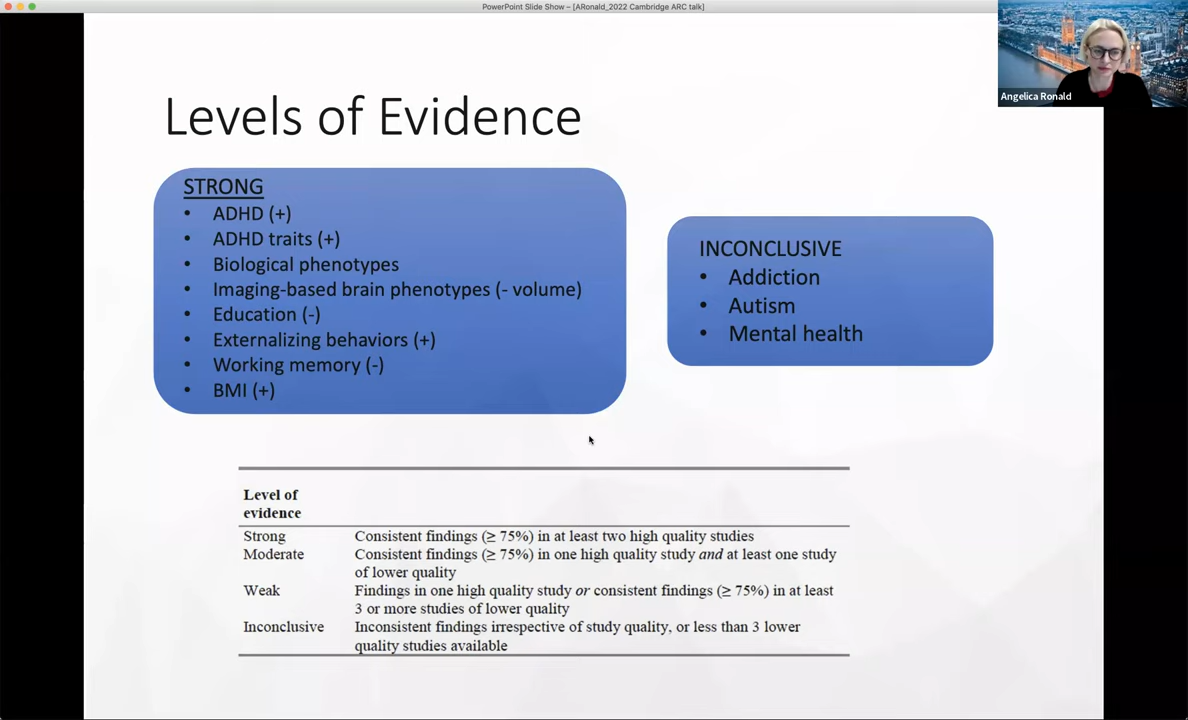 PowerPoint Slide Show – [ARonald_2022 Cambridge ARC talk]
Angelica Ronald
Levels of Evidence
STRONG
• ADHD (+)
• ADHD traits (+)
• Biological phenotypes
• Imaging-based brain phenotypes (- volume)
• Education (-)
• Externalizing behaviors (+)
• Working memory (-)
• BMI (+)
INCONCLUSIVE
• Addiction
• Autism
• Mental health
Level of
evidence
Strong Consistent findings (≥ 75%) in at least two high quality studies
Moderate Consistent findings (≥ 75%) in one high quality study and at least one study
of lower quality
Weak Findings in one high quality study or consistent findings (≥ 75%) in at least
3 or more studies of lower quality
Inconclusive Inconsistent findings irrespective of study quality, or less than 3 lower
quality studies available